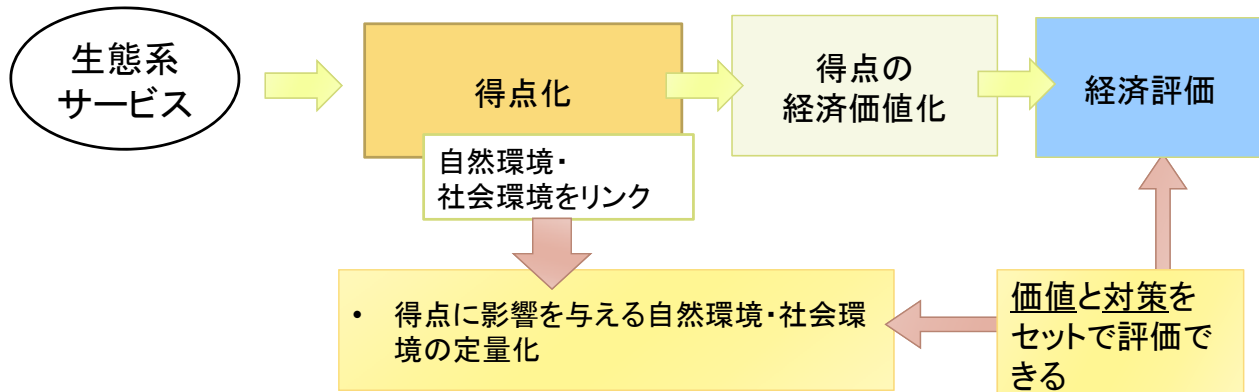 生態系
サービス
得点化
得点の
経済価値化
経済評価
自然環境・
社会環境をリンク
• 得点に影響を与える自然環境・社会環
境の定量化
価値と対策を
セットで評価で
きる